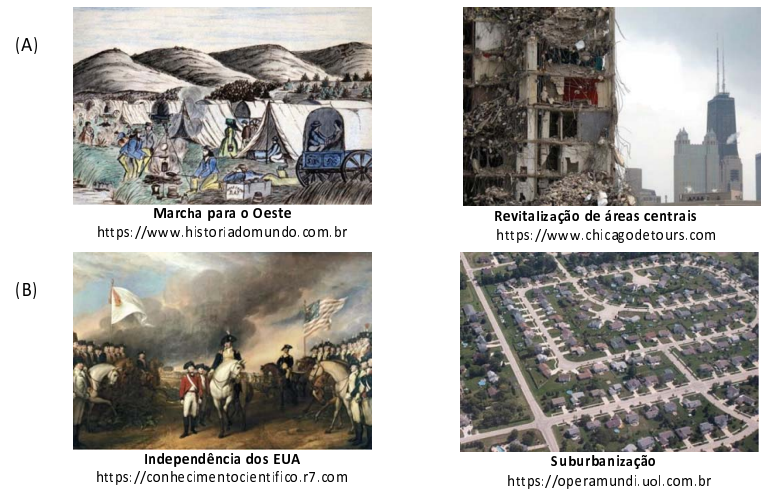 (A)
Marcha para o Oeste
https://www.historiadomundo.com.br
Revitalização de áreas centrais
https://www.chicagodetours.com
(B)
Independência dos EUA
https://conhecimentocientifico.r7.com
Suburbanização
https://operamundi.uol.com.br